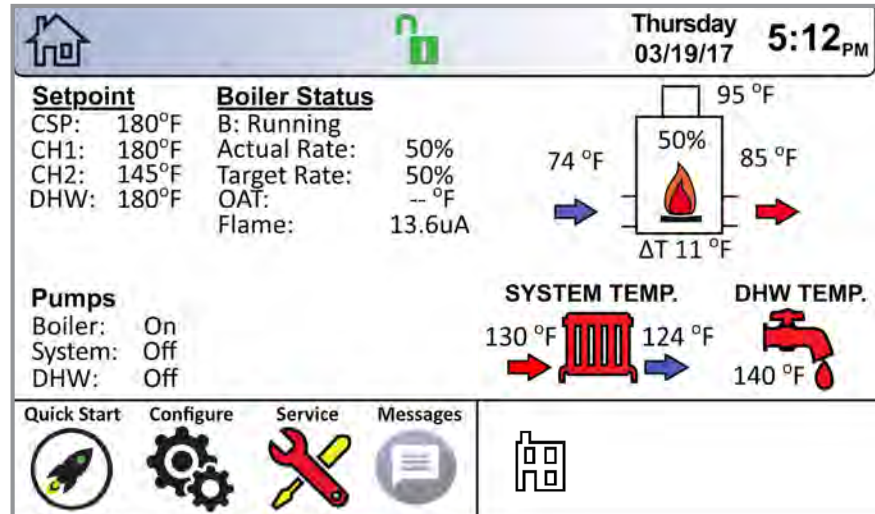 Thursday
03/19/17
5:12PM
Setpoint
CSP: 180°F
CH1: 180°F
CH2: 145°F
DHW: 180°F
Boiler Status
B: Running
Actual Rate: 50%
Target Rate: 50%
OAT: -- °F
Flame: 13.6uA
95 °F
50%
74 °F
85 °F
ΔT 11 °F
Pumps
Boiler: On
System: Off
DHW: Off
SYSTEM TEMP.
130 °F
124 °F
DHW TEMP.
140 °F
Quick Start
Configure
Service
Messages